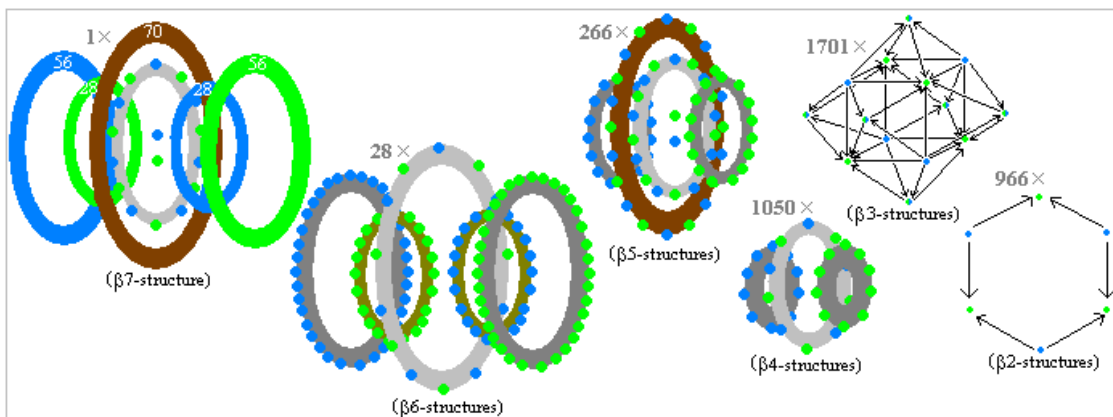 1×
70
56
28
28
56
(β7-structure)
28×
(β6-structures)
266×
(β5-structures)
1050×
(β4-structures)
1701×
(β3-structures)
966×
(β2-structures)